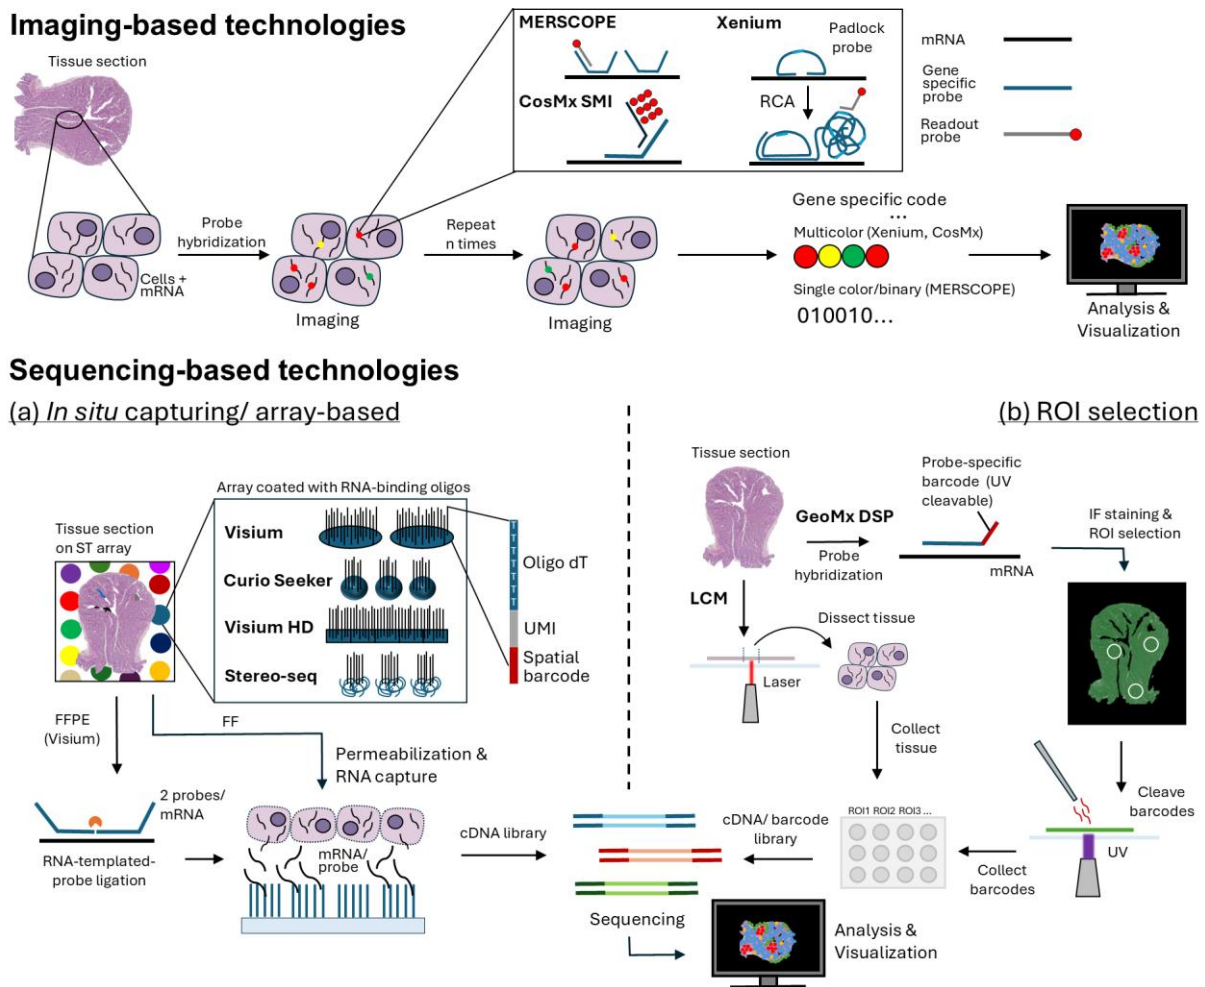 Imaging-based technologies
Tissue section
MERSCOPE
Xenium
Padlock
probe
CosMx SMI
RCA
mRNA
Gene
specific
probe
Readout
probe
Probe
hybridization
Repeat
n times
Cells +
mRNA
Imaging
Imaging
Gene specific code
...
Multicolor (Xenium, CosMx)
Single color/binary (MERSCOPE)
010010...
Analysis &
Visualization
Sequencing-based technologies
(a) In situ capturing/ array-based
Tissue section
on ST array
Array coated with RNA-binding oligos
Visium
Curio Seeker
Visium HD
Stereo-seq
T
T
T
T
T
T
T
Oligo dT
UMI
Spatial
barcode
FFPE
(Visium)
FF
Permeabilization &
RNA capture
2 probes/
mRNA
RNA-templated-
probe ligation
mRNA/
probe
cDNA library
(b) ROI selection
Tissue section
GeoMx DSP
Probe
hybridization
Probe-specific
barcode (UV
cleavable)
mRNA
IF staining &
ROI selection
LCM
Dissect tissue
Laser
Collect
tissue
Cleave
barcodes
UV
Collect
barcodes
ROI1 ROI2 ROI3 ...
cDNA/ barcode
library
Sequencing
Analysis &
Visualization